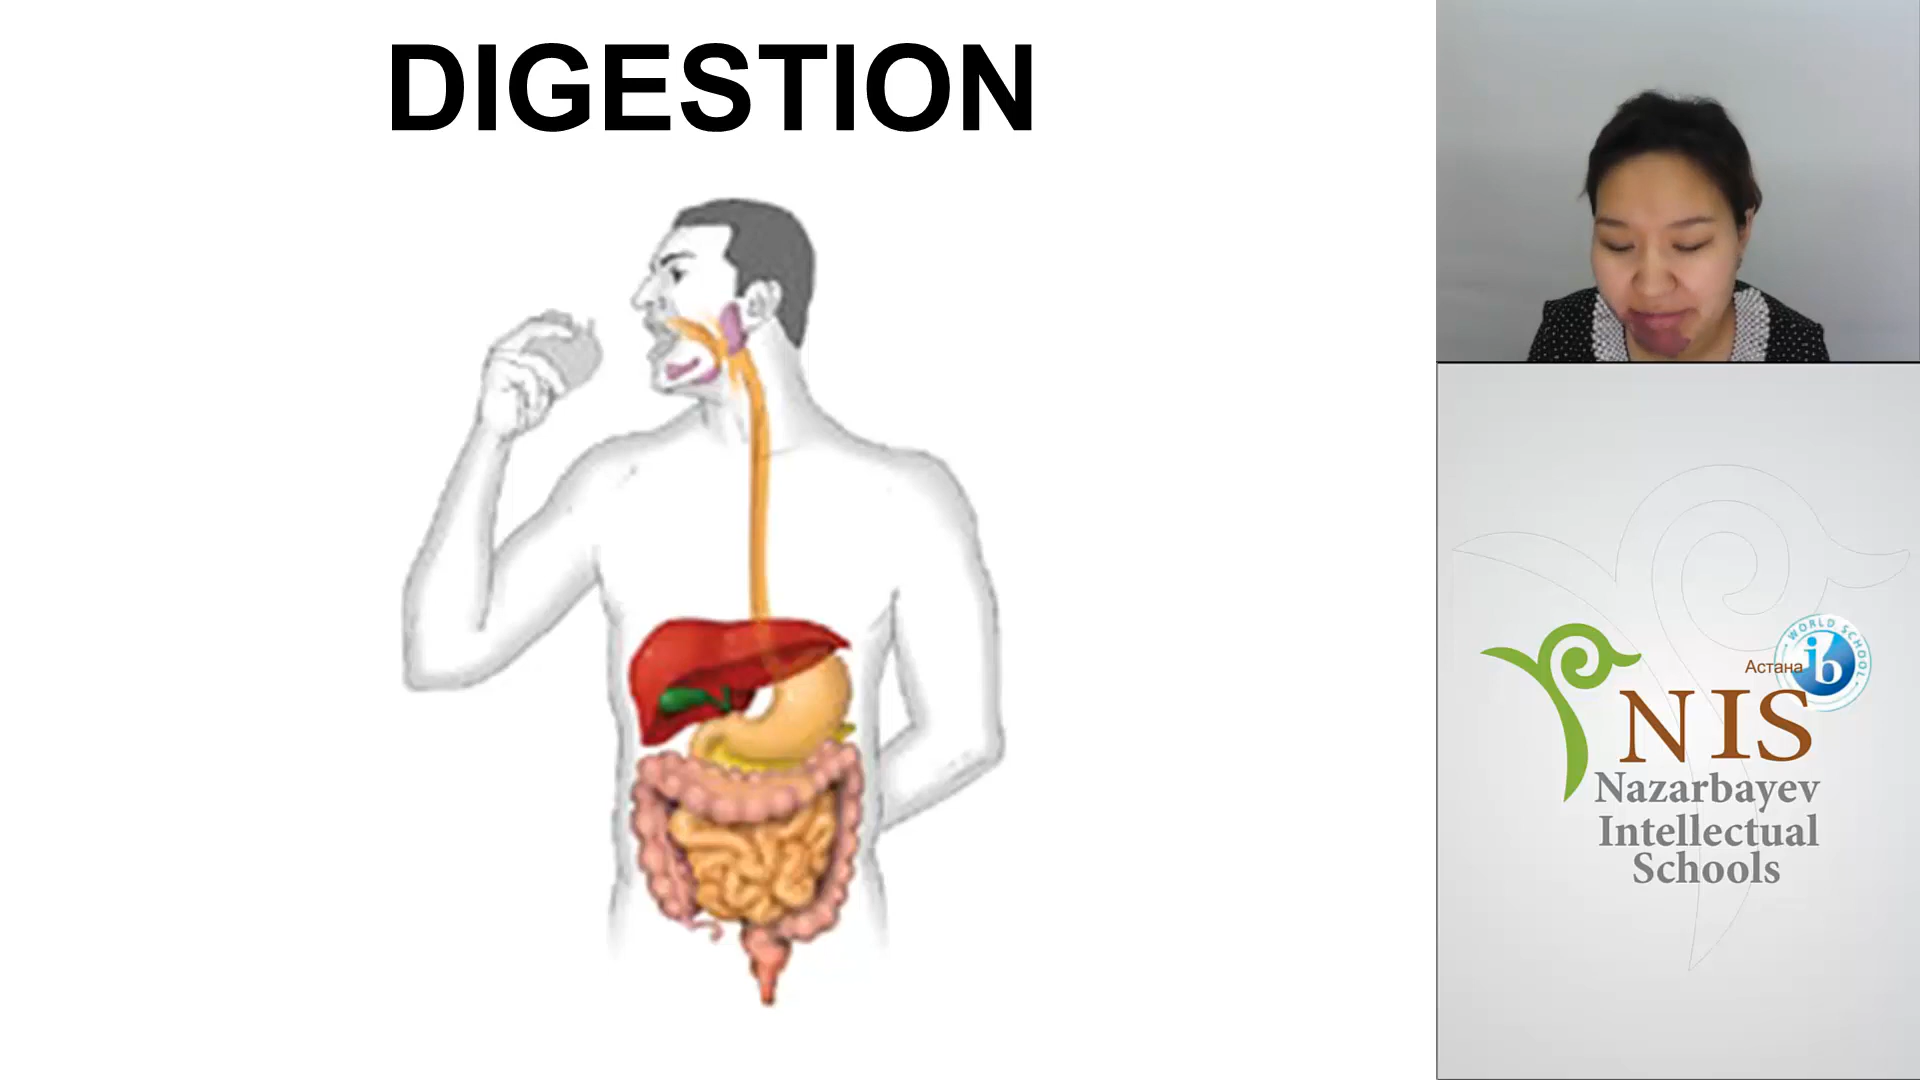 DIGESTION
WORLD SCHOOL
ib
Астана
NIS
Nazarbayev
Intellectual
Schools